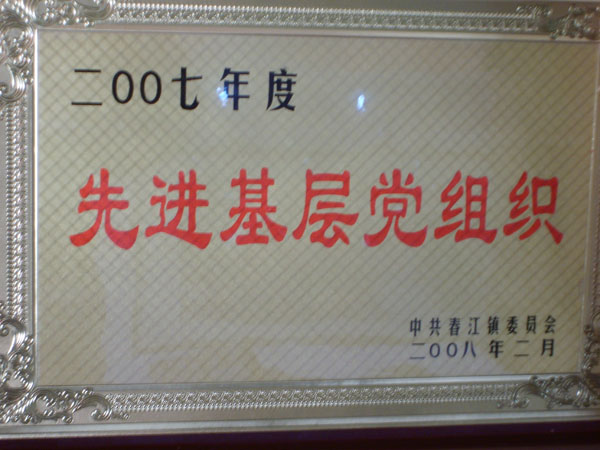 二00七年度
先进基层党组织
中共春江镇委员会
二00八年二月